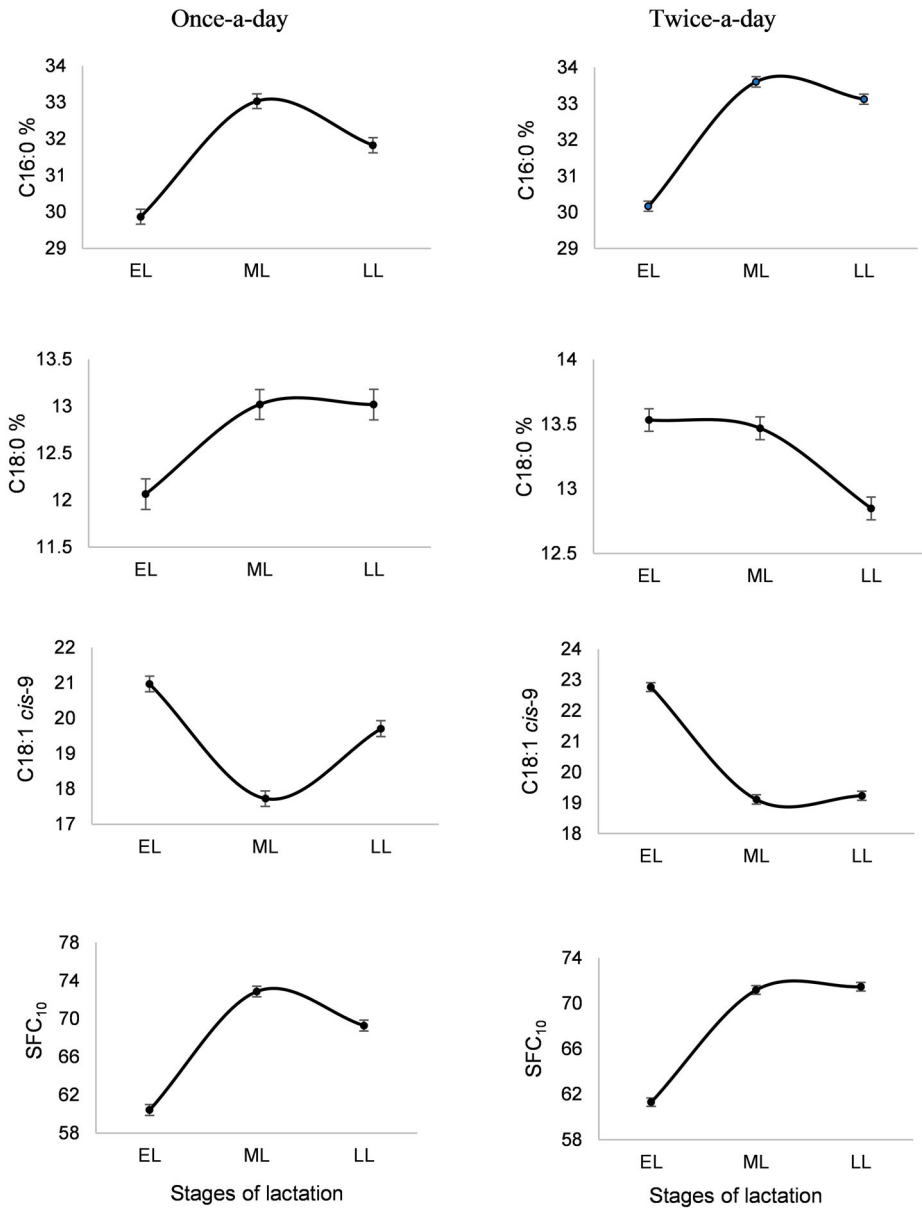 Once-a-day
Twice-a-day
C16:0 %
34
33
32
31
30
29
EL ML LL
C16:0 %
34
33
32
31
30
29
EL ML LL
C18:0 %
13.5
13
12.5
12
11.5
EL ML LL
C18:0 %
14
13.5
13
12.5
EL ML LL
C18:1 cis-9
22
21
20
19
18
17
EL ML LL
C18:1 cis-9
24
23
22
21
20
19
18
EL ML LL
SFC10
78
74
70
66
62
58
EL ML LL
Stages of lactation
SFC10
74
70
66
62
58
EL ML LL
Stages of lactation